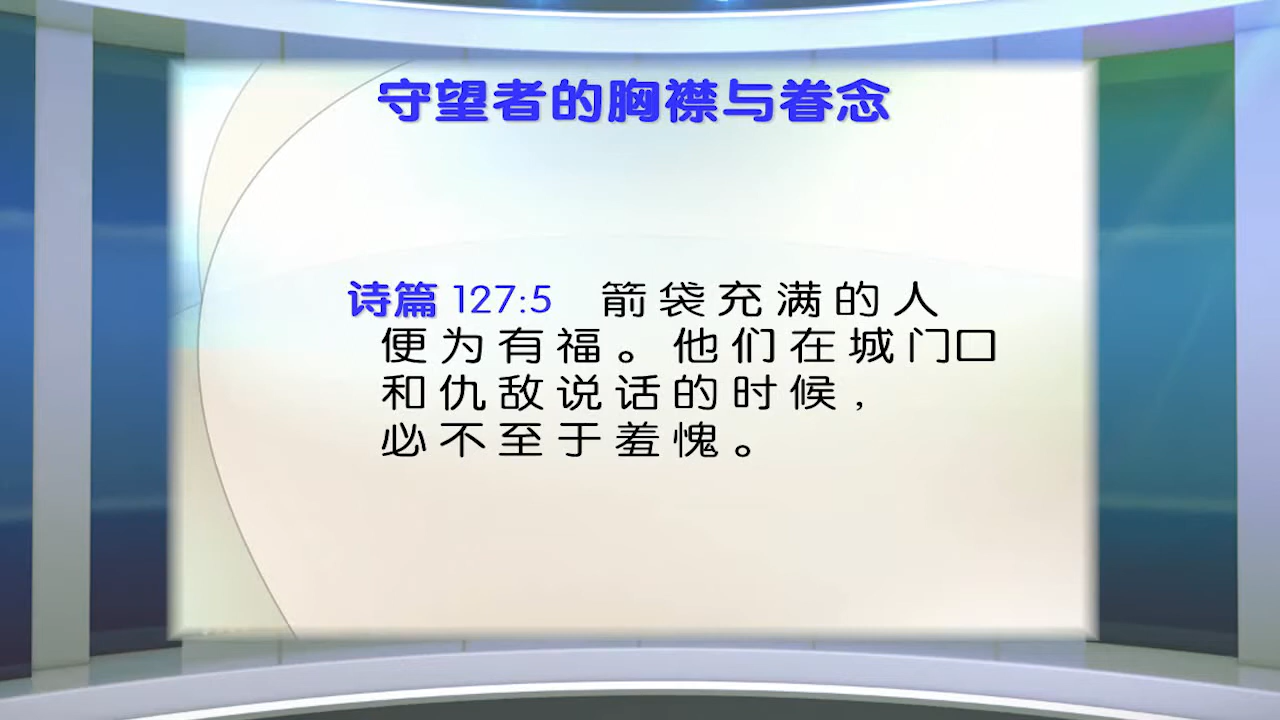 守望者的胸襟与眷念
诗篇 127:5 箭袋充满的人
便为有福。他们在城门口
和仇敌说话的时候,
必不至于羞愧。